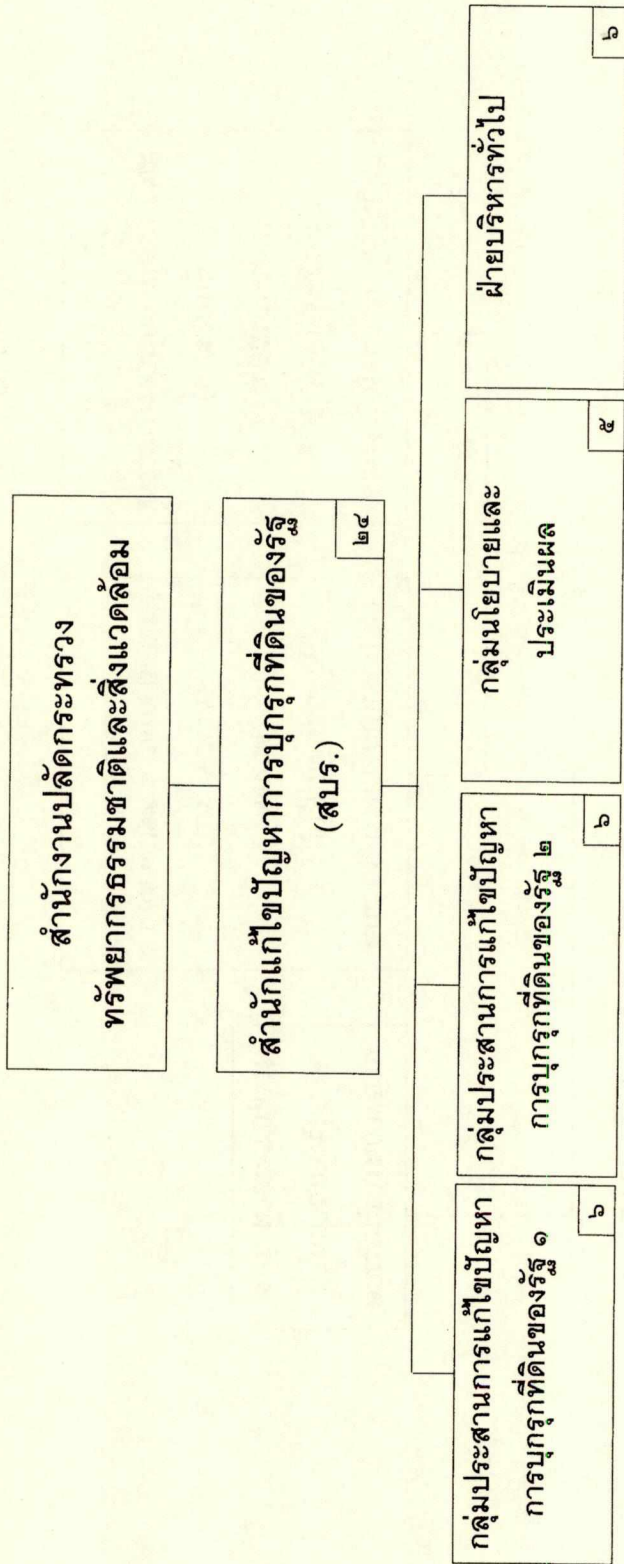 สำนักงานปลัดกระทรวง
ทรัพยากรธรรมชาติและสิ่งแวดล้อม
สำนักแก้ไขปัญหาการบุกรุกที่ดินของรัฐ
(สบร.)
๒๔
กลุ่มประสานการแก้ไขปัญหา
การบุกรุกที่ดินของรัฐ ๑
๖
กลุ่มประสานการแก้ไขปัญหา
การบุกรุกที่ดินของรัฐ ๒
๖
กลุ่มนโยบายและ
ประเมินผล
๕
ฝ่ายบริหารทั่วไป
๖